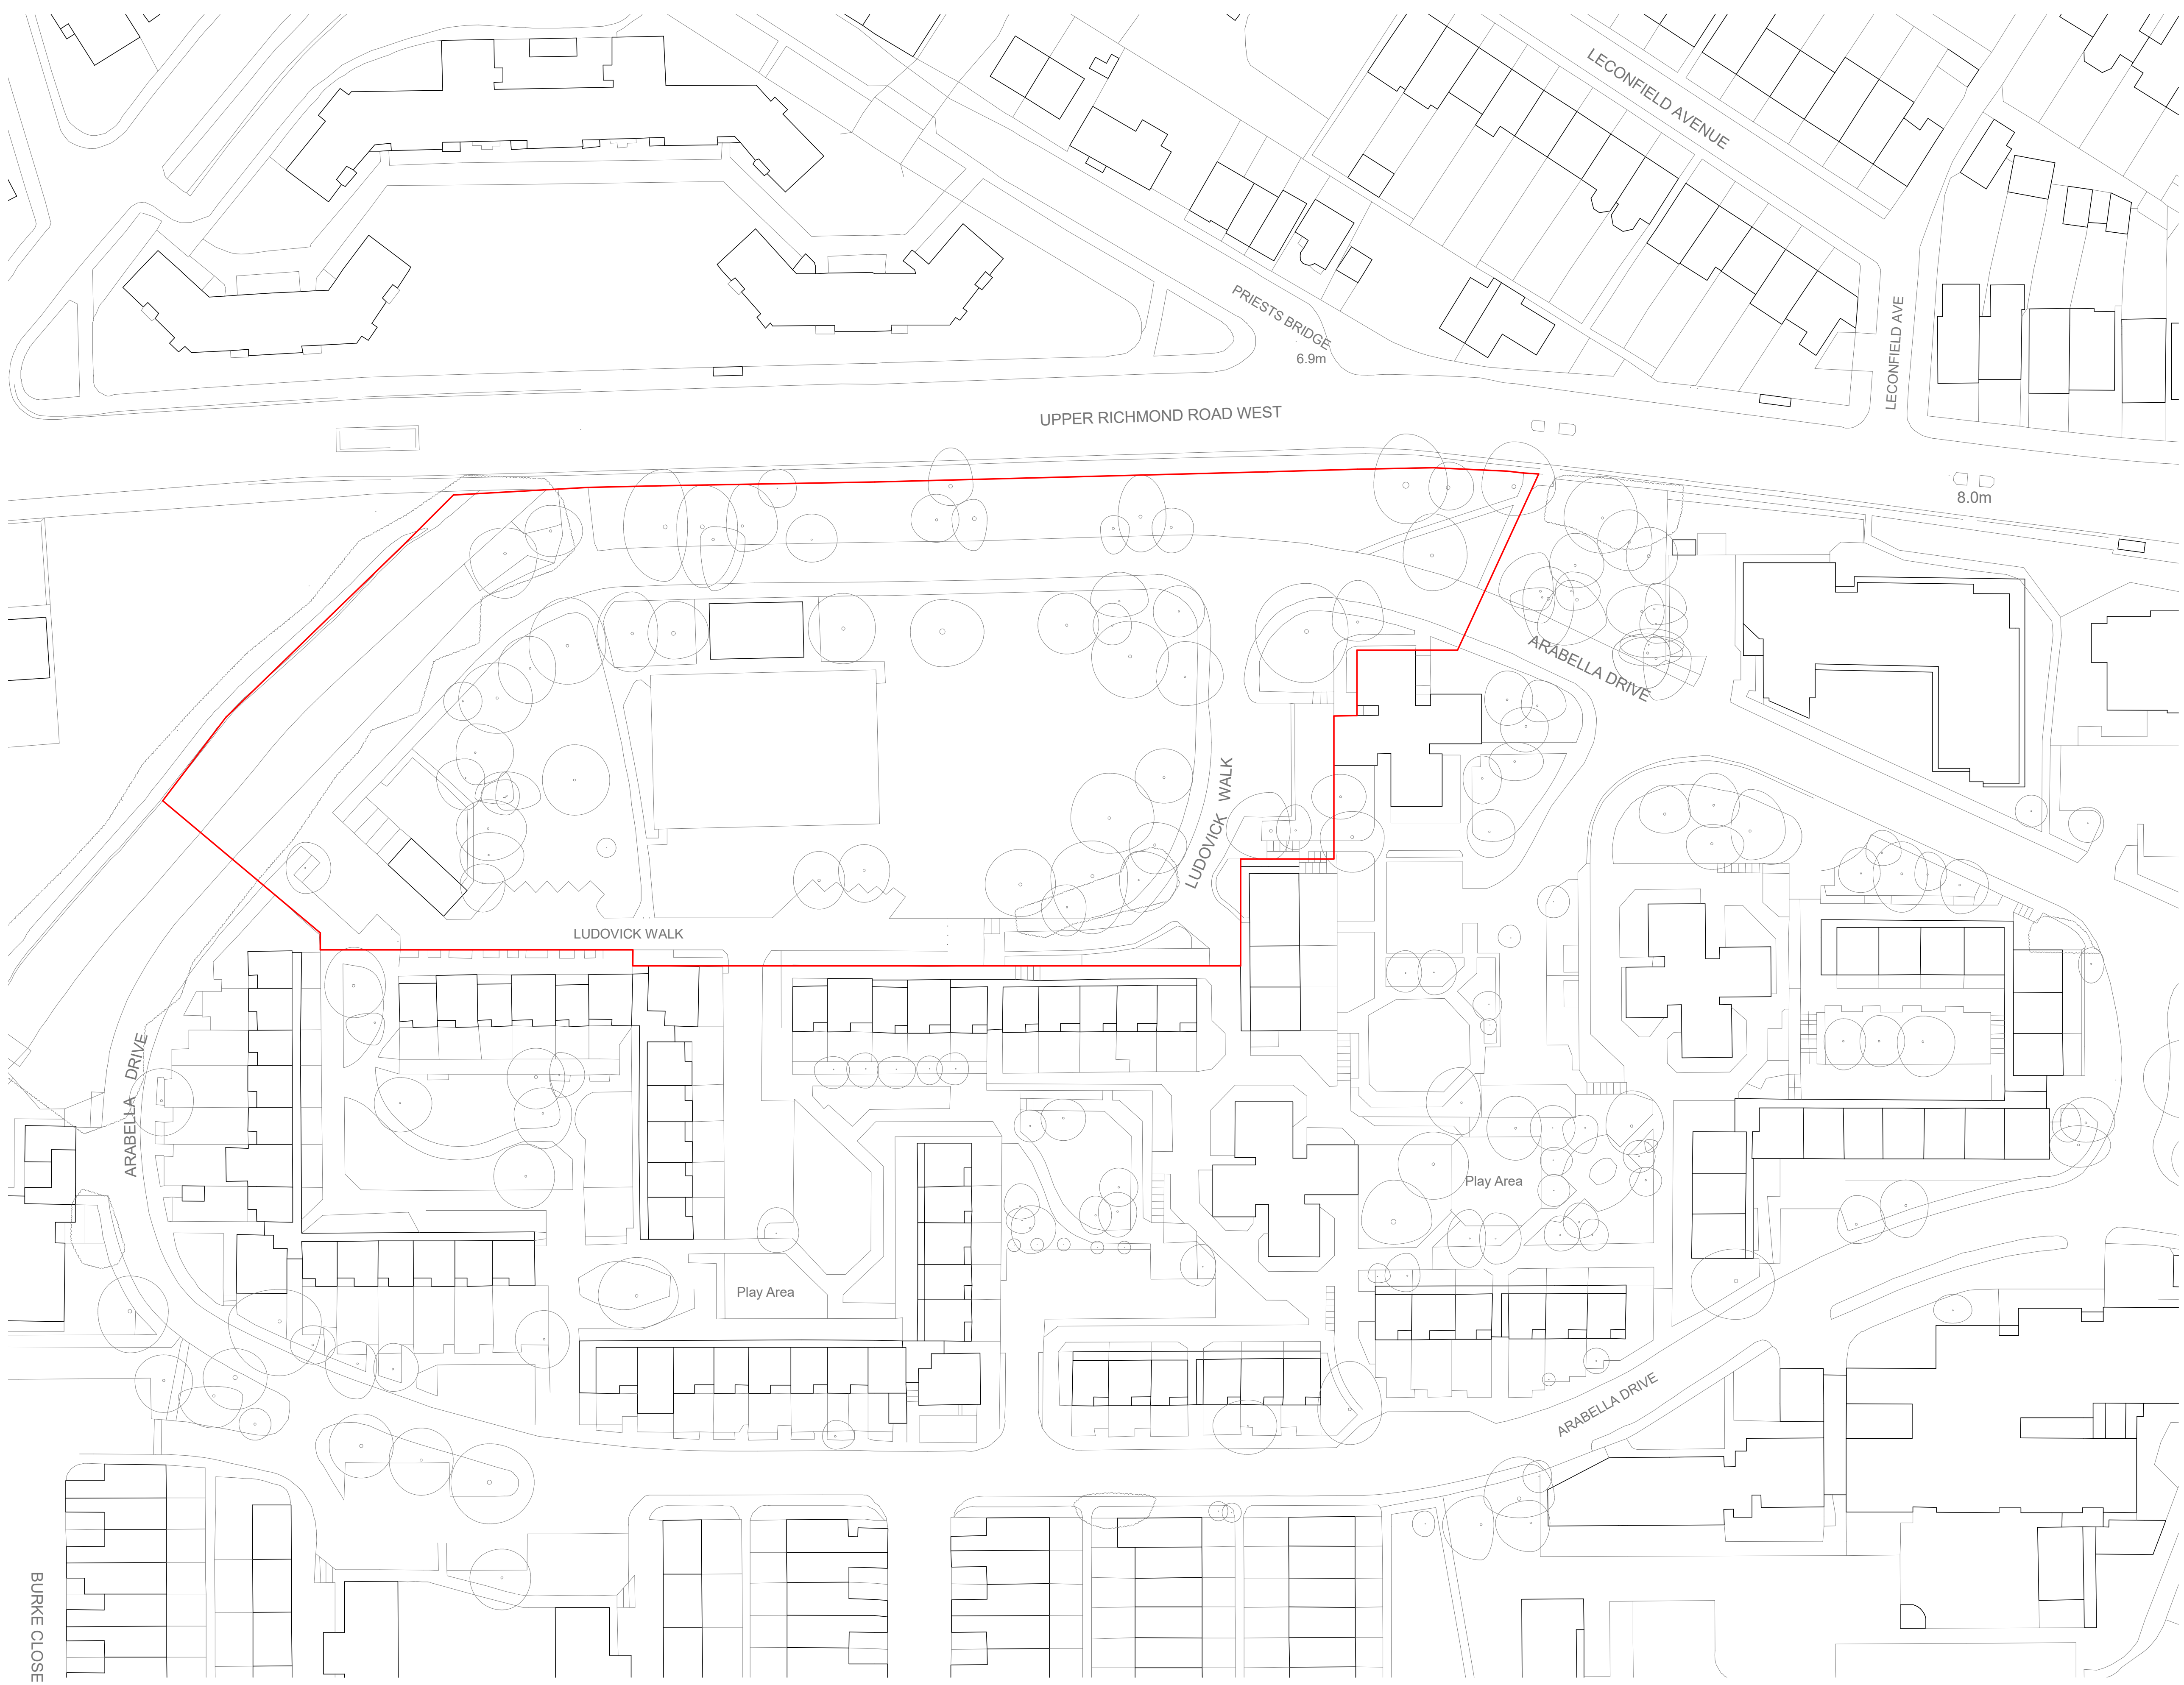 LECONFIELD AVENUE
PRIESTS BRIDGE
6.9m
LECONFIELD AVE
UPPER RICHMOND ROAD WEST
8.0m
ARABELLA DRIVE
LUDOVICK WALK
LUDOVICK WALK
ARABELLA DRIVE
Play Area
Play Area
ARABELLA DRIVE
BURKE CLOSE